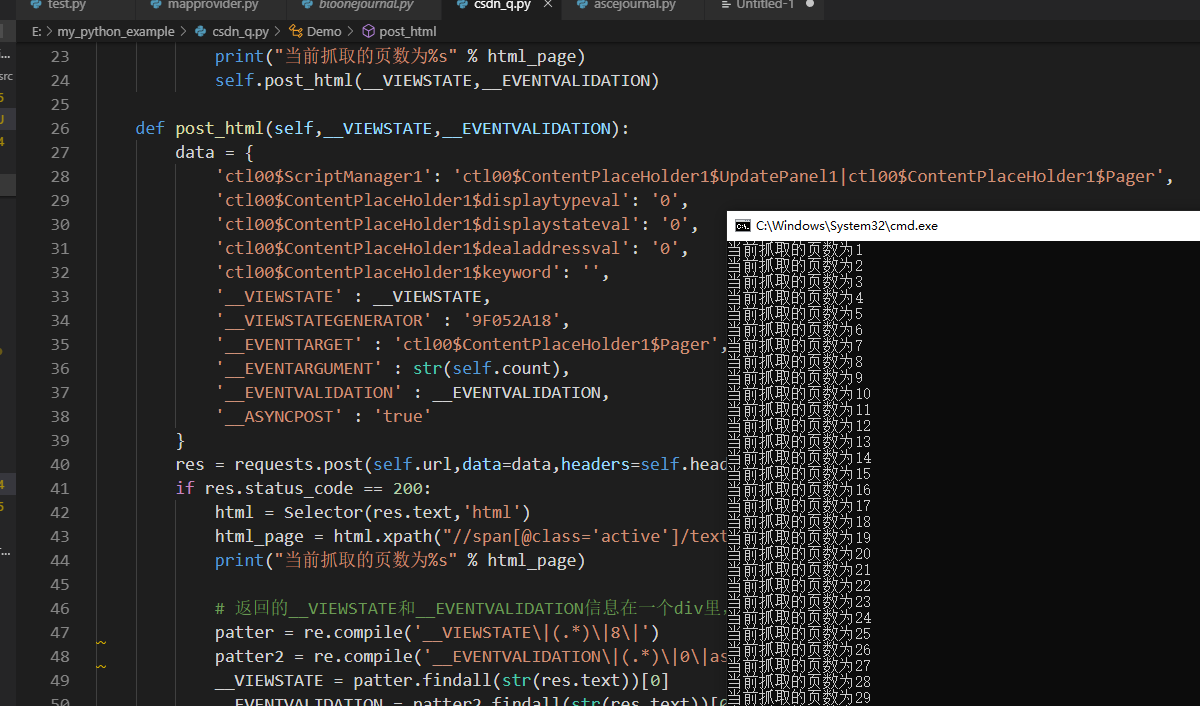 test.py mapprovider.py bioonejournal.py csdn_q.py × ascejournal.py Untitled-1
E: > my_python_example > csdn_q.py > Demo > post_html
23 print("当前抓取的页数为%s" % html_page)
24 self.post_html(__VIEWSTATE,__EVENTVALIDATION)
25
26 def post_html(self,__VIEWSTATE,__EVENTVALIDATION):
27 data = {
28 'ctl00$ScriptManager1': 'ctl00$ContentPlaceHolder1$UpdatePanel1|ctl00$ContentPlaceHolder1$Pager',
29 'ctl00$ContentPlaceHolder1$displaytypeval': '0',
30 'ctl00$ContentPlaceHolder1$displaystateval': '0',
31 'ctl00$ContentPlaceHolder1$dealaddressval': '0',
32 'ctl00$ContentPlaceHolder1$keyword': '',
33 '__VIEWSTATE' : __VIEWSTATE,
34 '__VIEWSTATEGENERATOR' : '9F052A18',
35 '__EVENTTARGET' : 'ctl00$ContentPlaceHolder1$Pager',
36 '__EVENTARGUMENT' : str(self.count),
37 '__EVENTVALIDATION' : __EVENTVALIDATION,
38 '__ASYNCPOST' : 'true'
39 }
40 res = requests.post(self.url,data=data,headers=self.head
41 if res.status_code == 200:
42 html = Selector(res.text,'html')
43 html_page = html.xpath("//span[@class='active']/text
44 print("当前抓取的页数为%s" % html_page)
45
46 # 返回的__VIEWSTATE和__EVENTVALIDATION信息在一个div里,
47 patter = re.compile('__VIEWSTATE\|(.*)\|8\|')
48 patter2 = re.compile('__EVENTVALIDATION\|(.*)\|0\|as
49 __VIEWSTATE = patter.findall(str(res.text))[0]
50 __EVENTVALIDATION = patter2.findall(str(res.text))[0
C:\Windows\System32\cmd.exe
当前抓取的页数为1
当前抓取的页数为2
当前抓取的页数为3
当前抓取的页数为4
当前抓取的页数为5
当前抓取的页数为6
当前抓取的页数为7
当前抓取的页数为8
当前抓取的页数为9
当前抓取的页数为10
当前抓取的页数为11
当前抓取的页数为12
当前抓取的页数为13
当前抓取的页数为14
当前抓取的页数为15
当前抓取的页数为16
当前抓取的页数为17
当前抓取的页数为18
当前抓取的页数为19
当前抓取的页数为20
当前抓取的页数为21
当前抓取的页数为22
当前抓取的页数为23
当前抓取的页数为24
当前抓取的页数为25
当前抓取的页数为26
当前抓取的页数为27
当前抓取的页数为28
当前抓取的页数为29